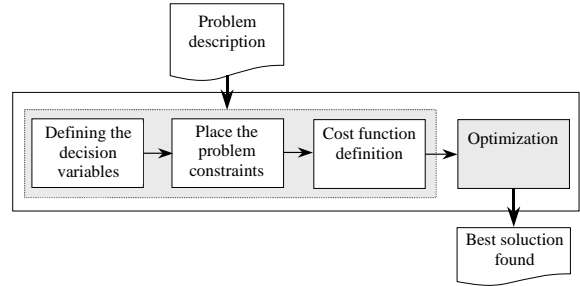 Problem
description
Defining the
decision
variables
Place the
problem
constraints
Cost function
definition
Optimization
Best soluction
found